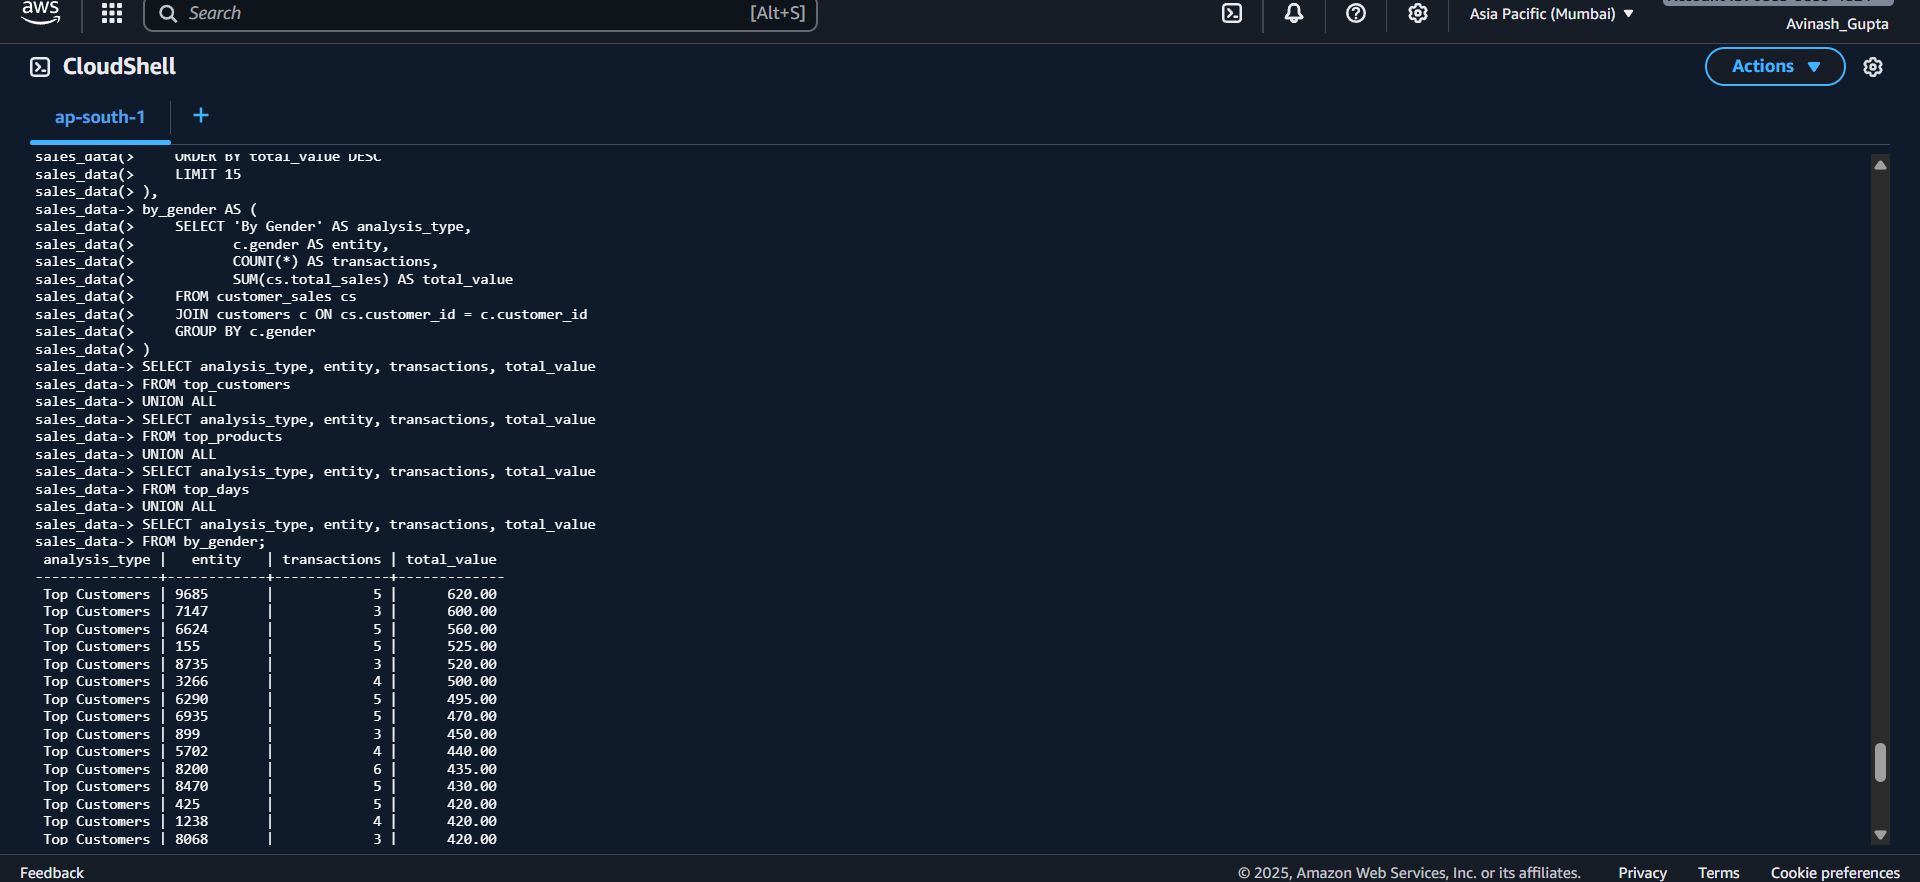 aws
Search [Alt+S]
Asia Pacific (Mumbai) ▼
Avinash_Gupta
CloudShell
Actions ▼
ap-south-1 +
sales_data(>     ORDER BY total_value DESC
sales_data(>     LIMIT 15
sales_data(> ),
sales_data-> by_gender AS (
sales_data(>     SELECT 'By Gender' AS analysis_type,
sales_data(>            c.gender AS entity,
sales_data(>            COUNT(*) AS transactions,
sales_data(>            SUM(cs.total_sales) AS total_value
sales_data(>     FROM customer_sales cs
sales_data(>     JOIN customers c ON cs.customer_id = c.customer_id
sales_data(>     GROUP BY c.gender
sales_data(> )
sales_data-> SELECT analysis_type, entity, transactions, total_value
sales_data-> FROM top_customers
sales_data-> UNION ALL
sales_data-> SELECT analysis_type, entity, transactions, total_value
sales_data-> FROM top_products
sales_data-> UNION ALL
sales_data-> SELECT analysis_type, entity, transactions, total_value
sales_data-> FROM top_days
sales_data-> UNION ALL
sales_data-> SELECT analysis_type, entity, transactions, total_value
sales_data-> FROM by_gender;
 analysis_type |   entity   | transactions | total_value
---------------+------------+--------------+-------------
 Top Customers | 9685       |            5 |      620.00
 Top Customers | 7147       |            3 |      600.00
 Top Customers | 6624       |            5 |      560.00
 Top Customers | 155        |            5 |      525.00
 Top Customers | 8735       |            3 |      520.00
 Top Customers | 3266       |            4 |      500.00
 Top Customers | 6290       |            5 |      495.00
 Top Customers | 6935       |            5 |      470.00
 Top Customers | 899        |            3 |      450.00
 Top Customers | 5702       |            4 |      440.00
 Top Customers | 8200       |            6 |      435.00
 Top Customers | 8470       |            5 |      430.00
 Top Customers | 425        |            5 |      420.00
 Top Customers | 1238       |            4 |      420.00
 Top Customers | 8068       |            3 |      420.00
Feedback © 2025, Amazon Web Services, Inc. or its affiliates. Privacy Terms Cookie preferences